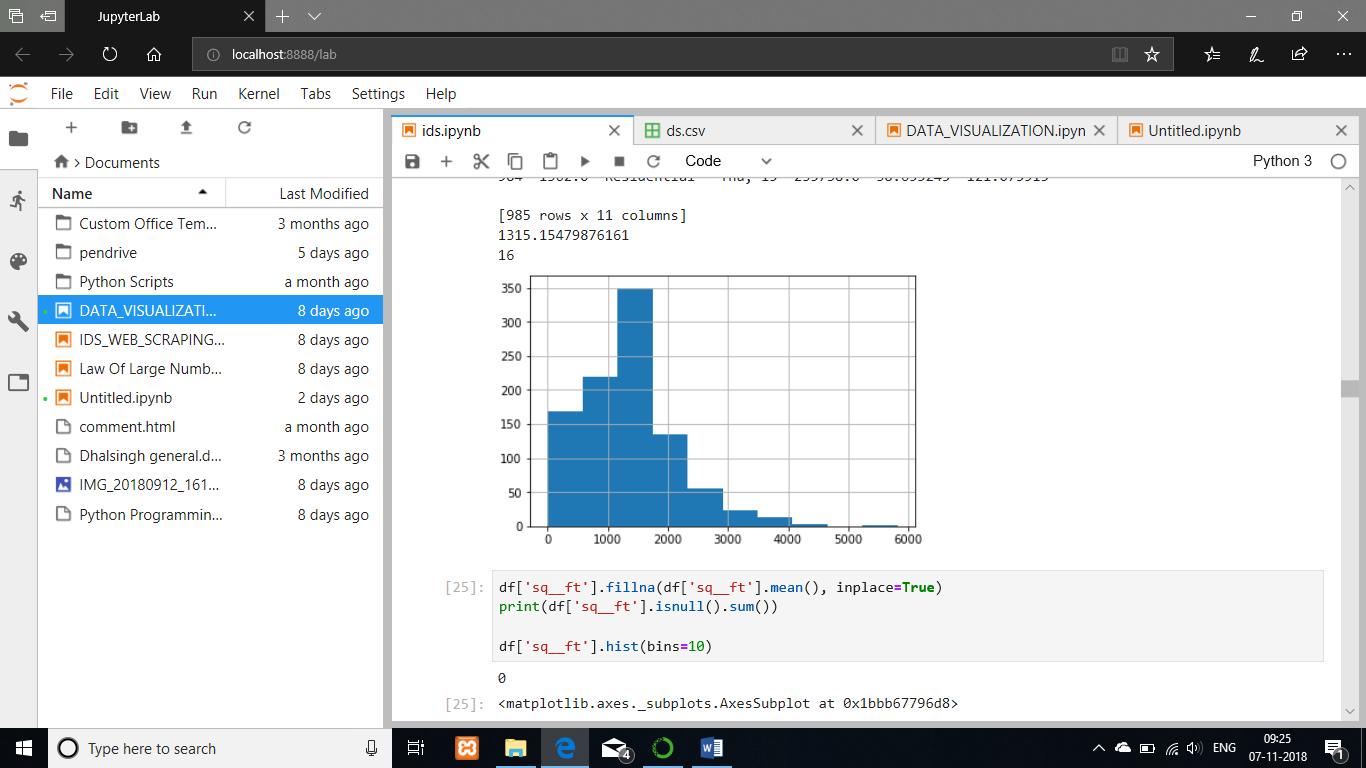 JupyterLab
localhost:8888/lab
File Edit View Run Kernel Tabs Settings Help
ids.ipynb
ds.csv
DATA_VISUALIZATION.ipyn
Untitled.ipynb
Code
Python 3
Documents
Name Last Modified
Custom Office Tem... 3 months ago
pendrive 5 days ago
Python Scripts a month ago
DATA_VISUALIZATI... 8 days ago
IDS_WEB_SCRAPING... 8 days ago
Law Of Large Numb... 8 days ago
Untitled.ipynb 2 days ago
comment.html a month ago
Dhalsingh general.d... 3 months ago
IMG_20180912_161... 8 days ago
Python Programmin... 8 days ago
[985 rows x 11 columns]
1315.15479876161
16
350
300
250
200
150
100
50
0
0 1000 2000 3000 4000 5000 6000
[25]: df['sq__ft'].fillna(df['sq__ft'].mean(), inplace=True)
print(df['sq__ft'].isnull().sum())
df['sq__ft'].hist(bins=10)
0
[25]: <matplotlib.axes._subplots.AxesSubplot at 0x1bbb67796d8>
Type here to search
4
ENG
09:25
07-11-2018
1